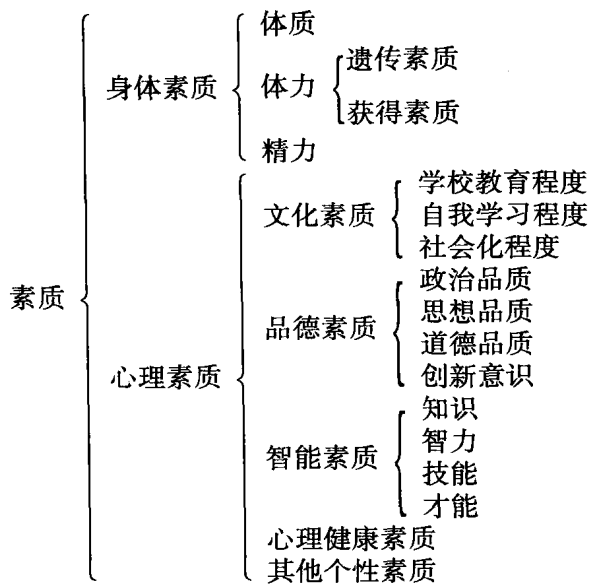 体质
遗传素质
身体素质
体力
获得素质
精力
学校教育程度
文化素质
自我学习程度
社会化程度
素质
政治品质
思想品质
品德素质
道德品质
心理素质
创新意识
知识
智力
智能素质
技能
才能
心理健康素质
其他个性素质